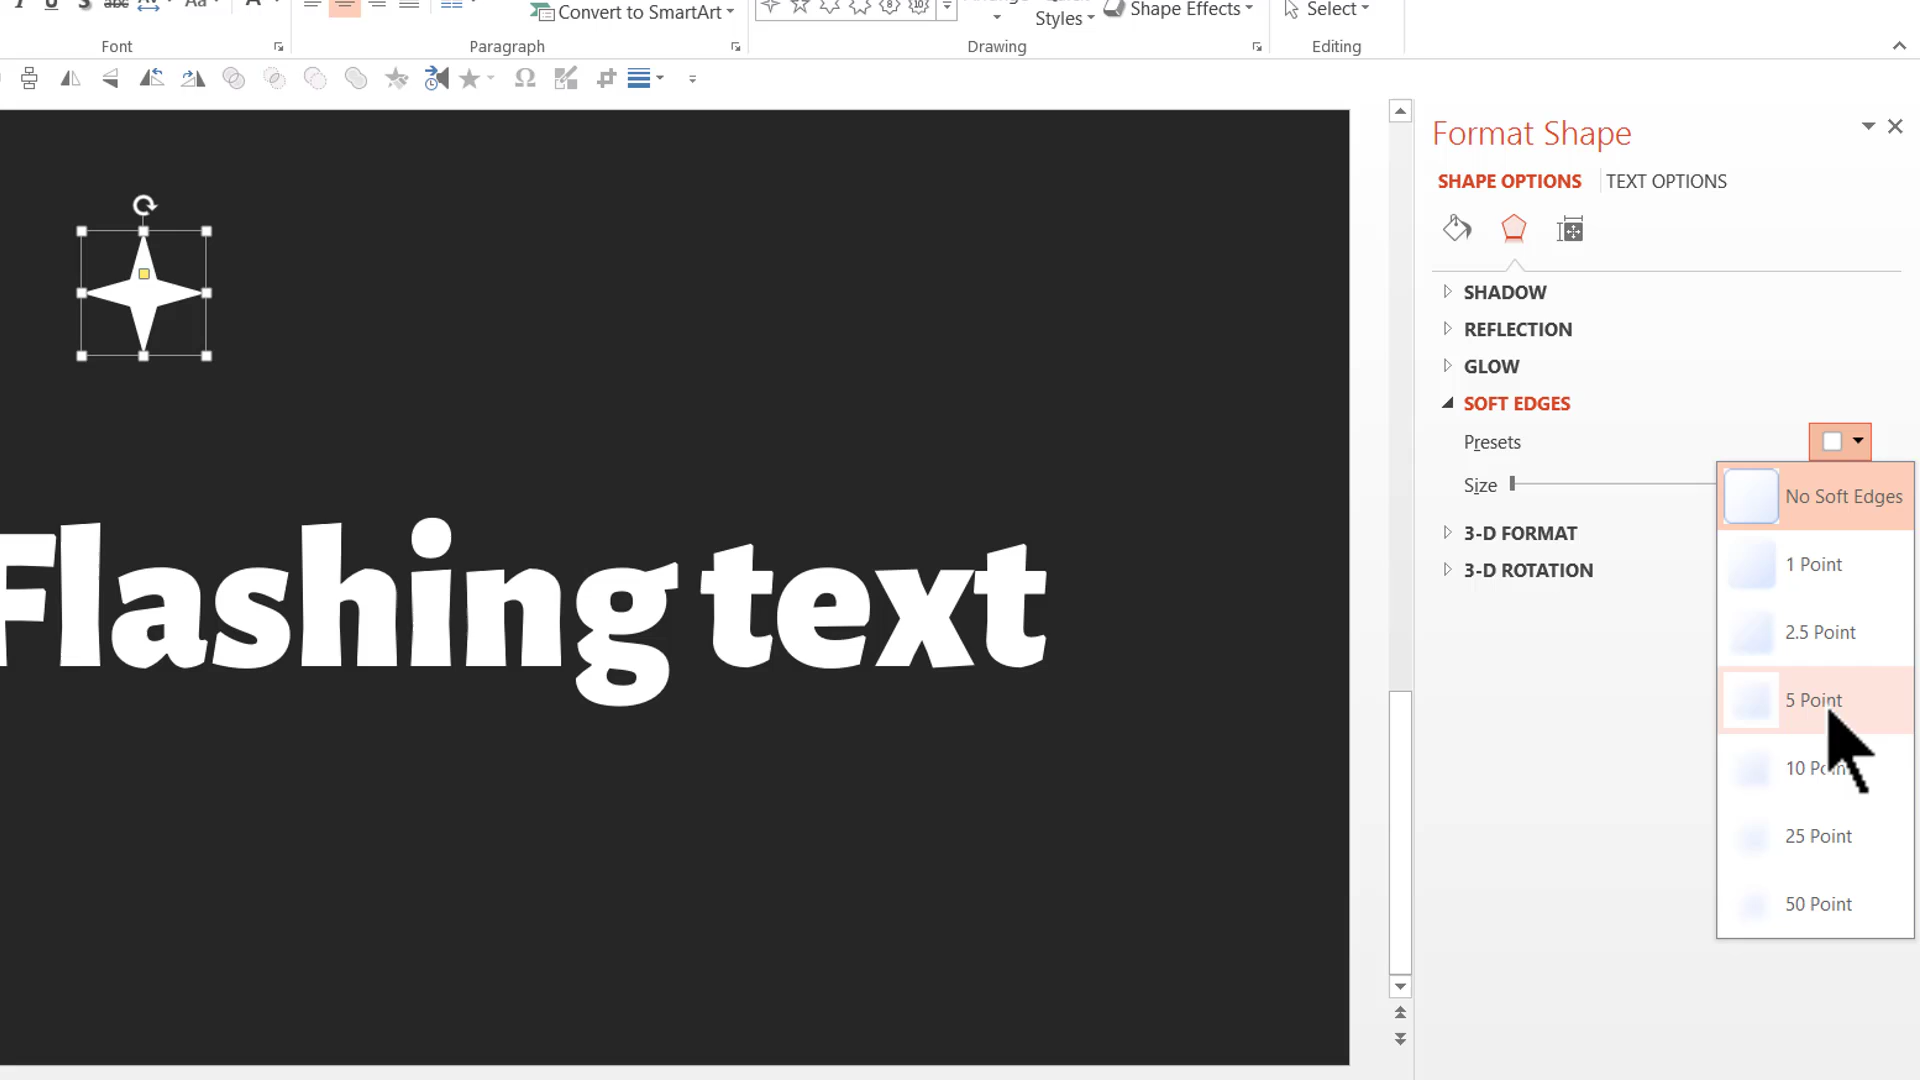 Convert to SmartArt
Styles
Shape Effects
Select
Font
Paragraph
Drawing
Editing
Format Shape
SHAPE OPTIONS
TEXT OPTIONS
SHADOW
REFLECTION
GLOW
SOFT EDGES
Presets
Size
No Soft Edges
1 Point
2.5 Point
5 Point
10 Point
25 Point
50 Point
3-D FORMAT
3-D ROTATION
Flashing text